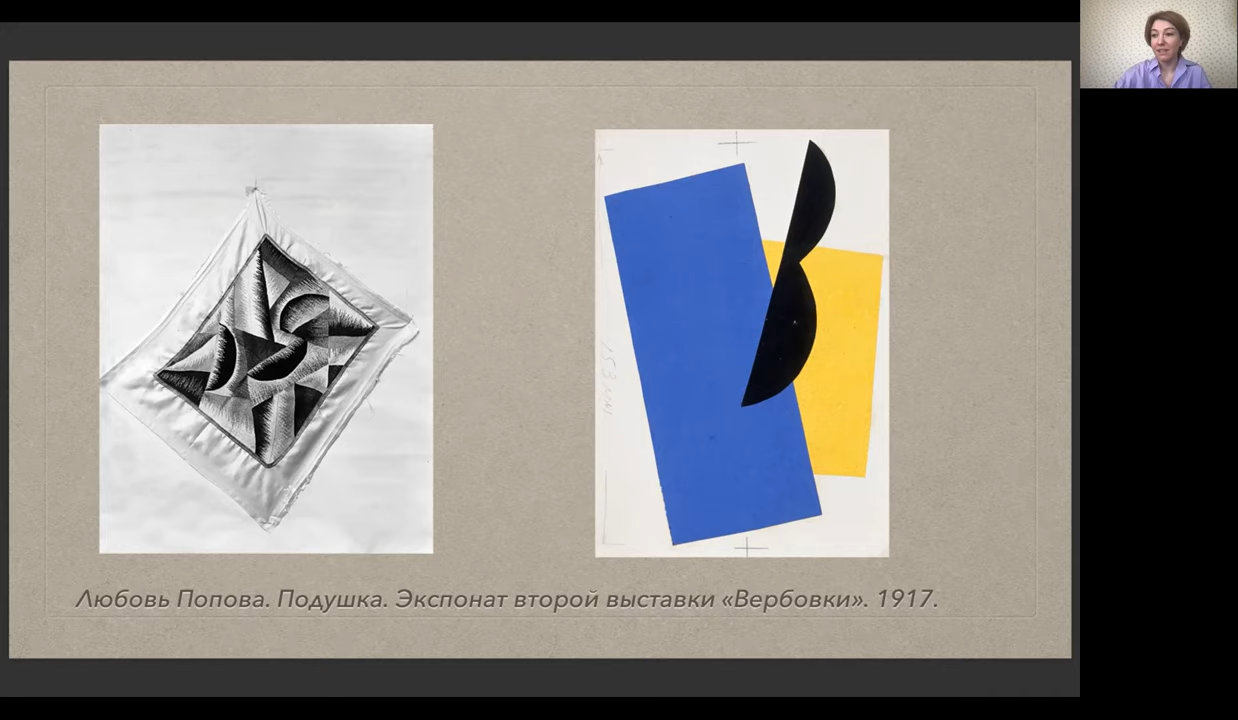 Любовь Попова. Подушка. Экспонат второй выставки «Вербовки». 1917.